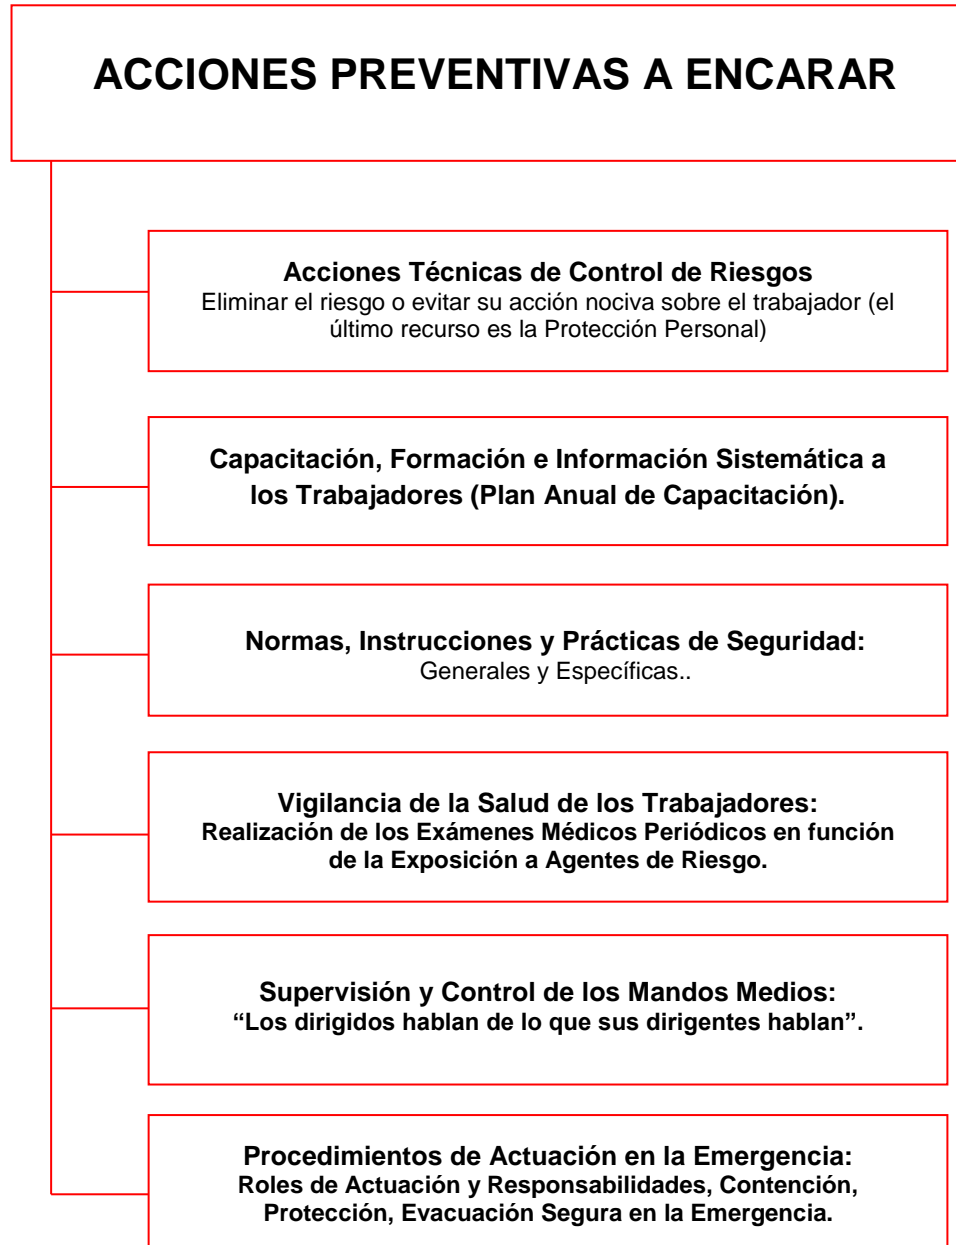 ACCIONES PREVENTIVAS A ENCARAR
Acciones Técnicas de Control de Riesgos
Eliminar el riesgo o evitar su acción nociva sobre el trabajador (el
último recurso es la Protección Personal)
Capacitación, Formación e Información Sistemática a
los Trabajadores (Plan Anual de Capacitación).
Normas, Instrucciones y Prácticas de Seguridad:
Generales y Específicas..
Vigilancia de la Salud de los Trabajadores:
Realización de los Exámenes Médicos Periódicos en función
de la Exposición a Agentes de Riesgo.
Supervisión y Control de los Mandos Medios:
“Los dirigidos hablan de lo que sus dirigentes hablan”.
Procedimientos de Actuación en la Emergencia:
Roles de Actuación y Responsabilidades, Contención,
Protección, Evacuación Segura en la Emergencia.